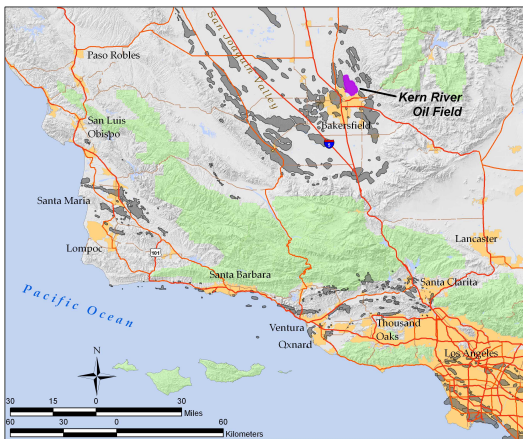 San Joaquin Valley
Paso Robles
Kern River
Oil Field
Bakersfield
5
San Luis
Obispo
Santa Maria
Lompoc
101
Lancaster
Santa Barbara
Santa Clarita
Pacific Ocean
Ventura
Oxnard
Thousand
Oaks
Los Angeles
N
30 15 0 30
Miles
60 30 0 60
Kilometers